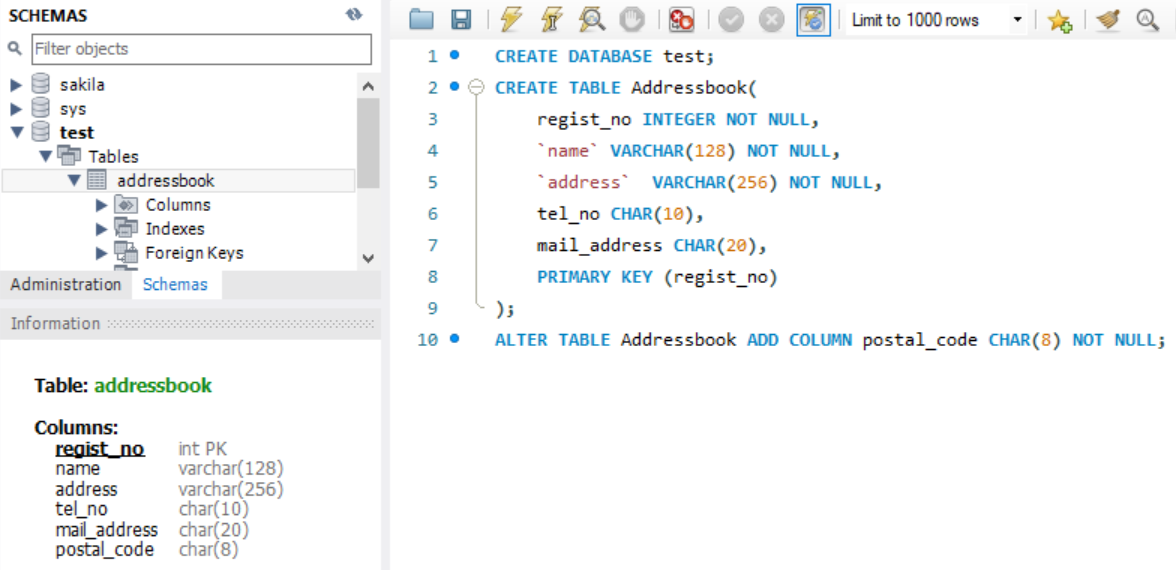 SCHEMAS
Filter objects
sakila
sys
test
Tables
addressbook
Columns
Indexes
Foreign Keys
Administration Schemas
Information
Table: addressbook
Columns:
regist_no int PK
name varchar(128)
address varchar(256)
tel_no char(10)
mail_address char(20)
postal_code char(8)
Limit to 1000 rows
1 CREATE DATABASE test;
2 CREATE TABLE Addressbook(
3 regist_no INTEGER NOT NULL,
4 `name` VARCHAR(128) NOT NULL,
5 `address`  VARCHAR(256) NOT NULL,
6 tel_no CHAR(10),
7 mail_address CHAR(20),
8 PRIMARY KEY (regist_no)
9 );
10 ALTER TABLE Addressbook ADD COLUMN postal_code CHAR(8) NOT NULL;